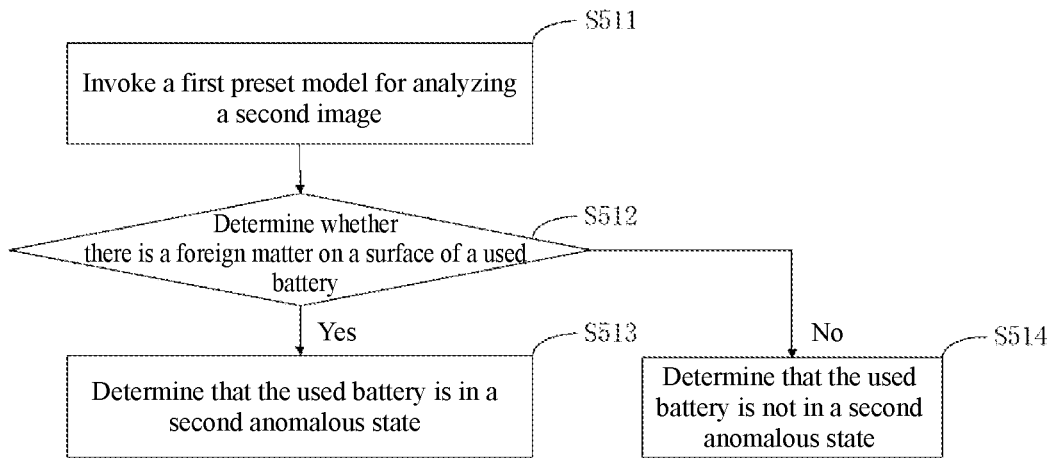 S511
Invoke a first preset model for analyzing
a second image
S512
Determine whether
there is a foreign matter on a surface of a used
battery
Yes
No
S513
Determine that the used battery is in a
second anomalous state
S514
Determine that the used
battery is not in a second
anomalous state